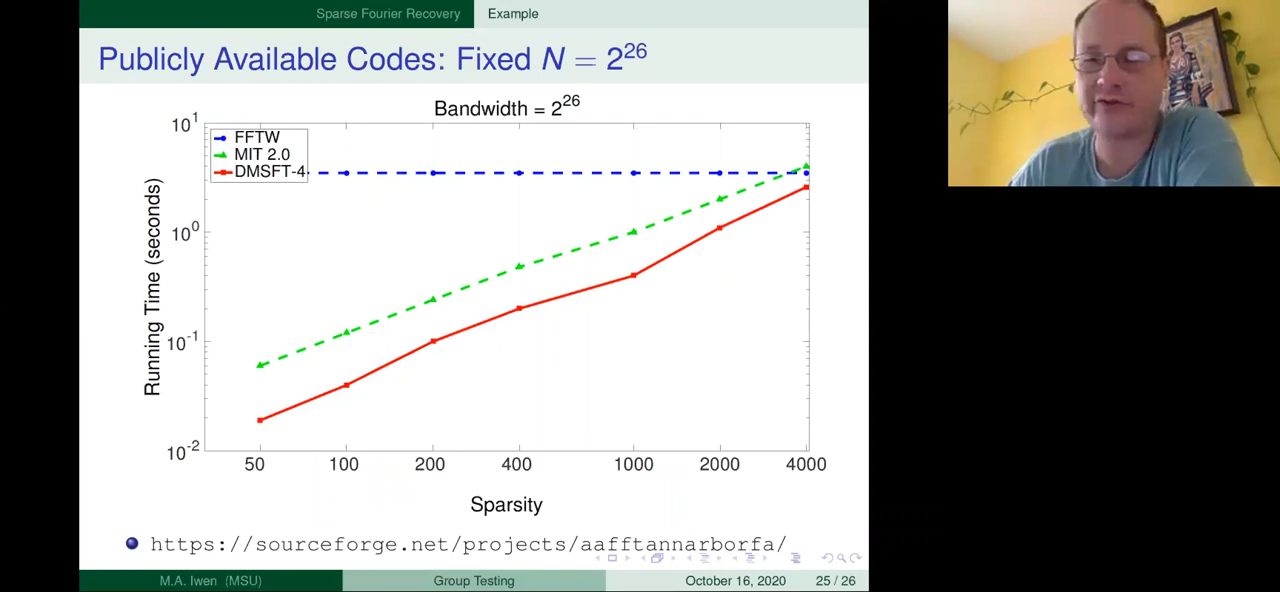 Sparse Fourier Recovery Example
Publicly Available Codes: Fixed N = 2^26
Bandwidth = 2^26
10^1
10^0
10^-1
10^-2
Running Time (seconds)
FFTW
MIT 2.0
DMSFT-4
50 100 200 400 1000 2000 4000
Sparsity
https://sourceforge.net/projects/aafftannarborfa/
M.A. Iwen (MSU) Group Testing October 16, 2020 25 / 26